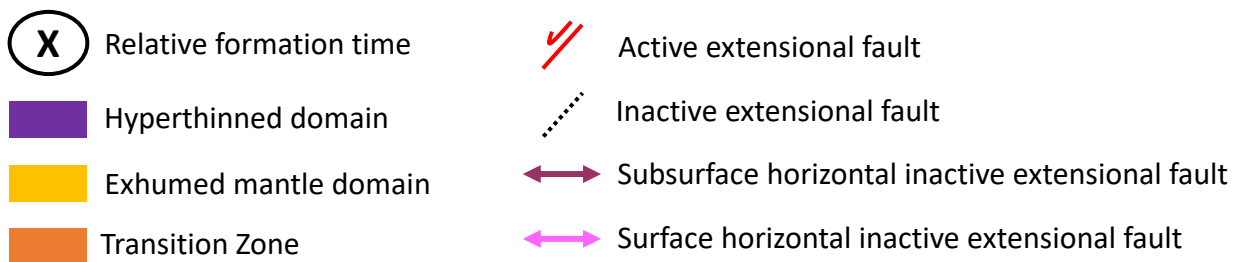 X Relative formation time
Hyperthinned domain
Exhumed mantle domain
Transition Zone
Active extensional fault
Inactive extensional fault
Subsurface horizontal inactive extensional fault
Surface horizontal inactive extensional fault